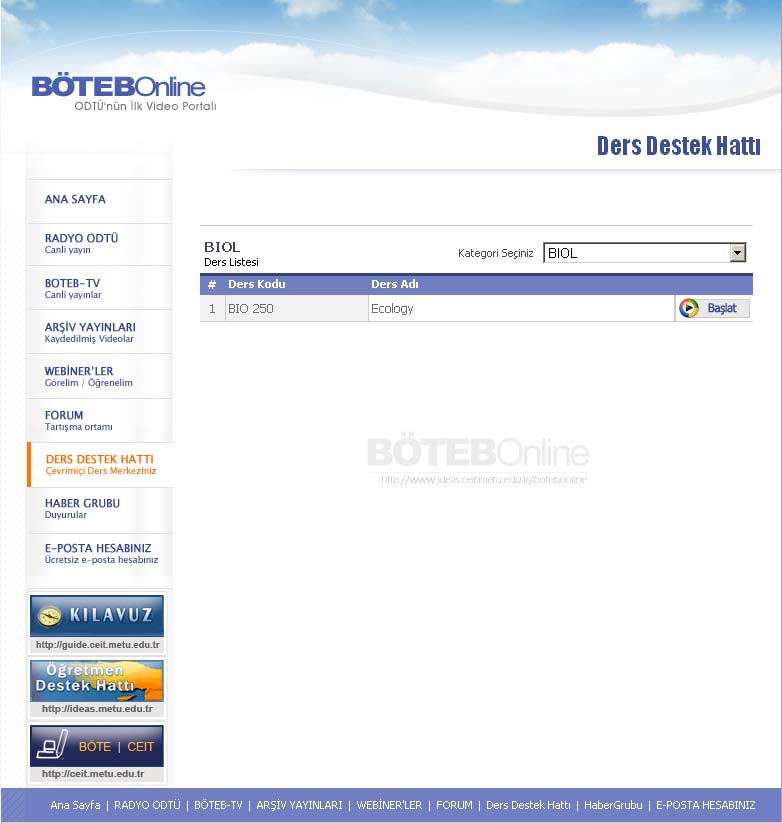 BÖTEBOnline
ODTÜ'nün İlk Video Portalı
Ders Destek Hattı
ANA SAYFA
RADYO ODTÜ
Canli yayın
BOTEB-TV
Canli yayınlar
ARŞİV YAYINLARI
Kaydedilmiş Videolar
WEBİNER'LER
Görelim / Öğrenelim
FORUM
Tartışma ortamı
DERS DESTEK HATTI
Çevrimiçi Ders Merkeziniz
HABER GRUBU
Duyurular
E-POSTA HESABINIZ
Ücretsiz e-posta hesabınız
KILAVUZ
http://guide.ceit.metu.edu.tr
Öğretmen
Destek Hattı
http://ideas.metu.edu.tr
BÖTE | CEIT
http://ceit.metu.edu.tr
BIOL
Ders Listesi
Kategori Seçiniz BIOL
# Ders Kodu Ders Adı
1 BIO 250 Ecology Başlat
BÖTEBOnline
http://www.ideas.ceit.metu.edu.tr/botebonline
Ana Sayfa | RADYO ODTÜ | BÖTEB-TV | ARŞİV YAYINLARI | WEBİNER'LER | FORUM | Ders Destek Hattı | HaberGrubu | E-POSTA HESABINIZ